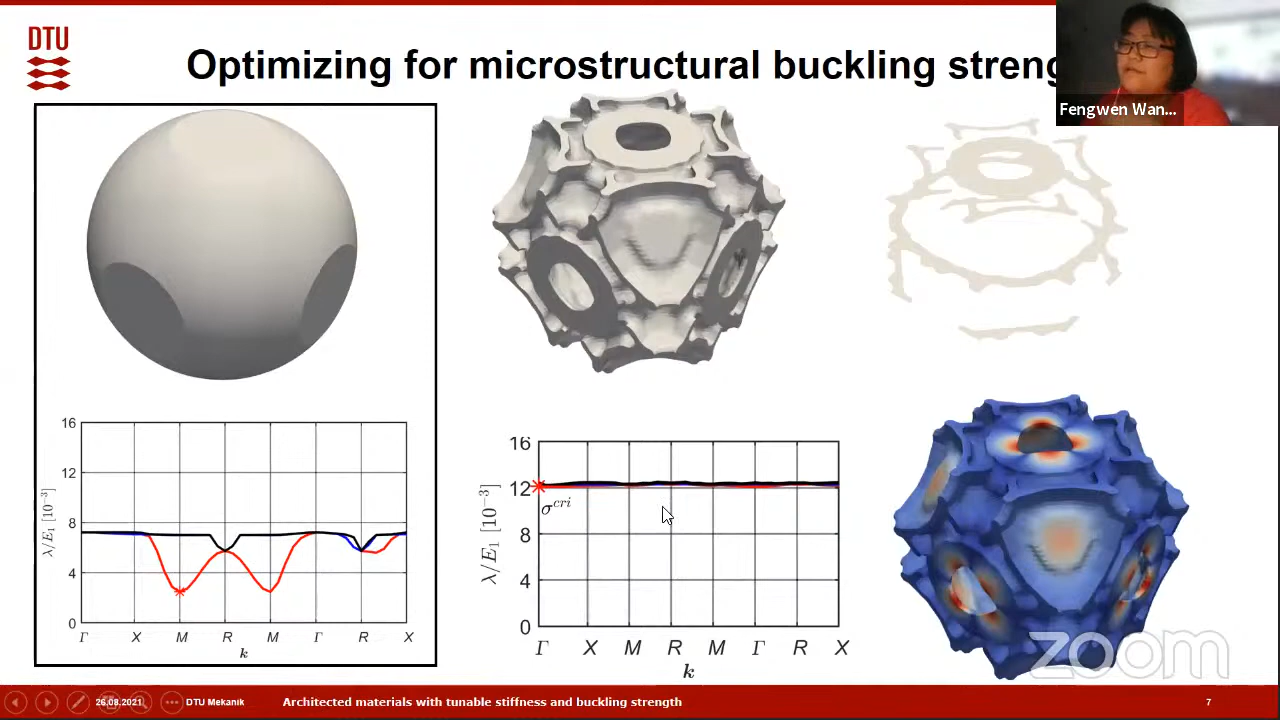 DTU
Optimizing for microstructural buckling streng
Fengwen Wan...
16
12
8
4
0
λ/E₁ [10⁻³]
Γ X M R M Γ R X
k
16
12
8
4
0
λ/E₁ [10⁻³]
σᶜʳⁱ
Γ X M R M Γ R X
k
zoom
26.08.2021 DTU Mekanik Architected materials with tunable stiffness and buckling strength 7